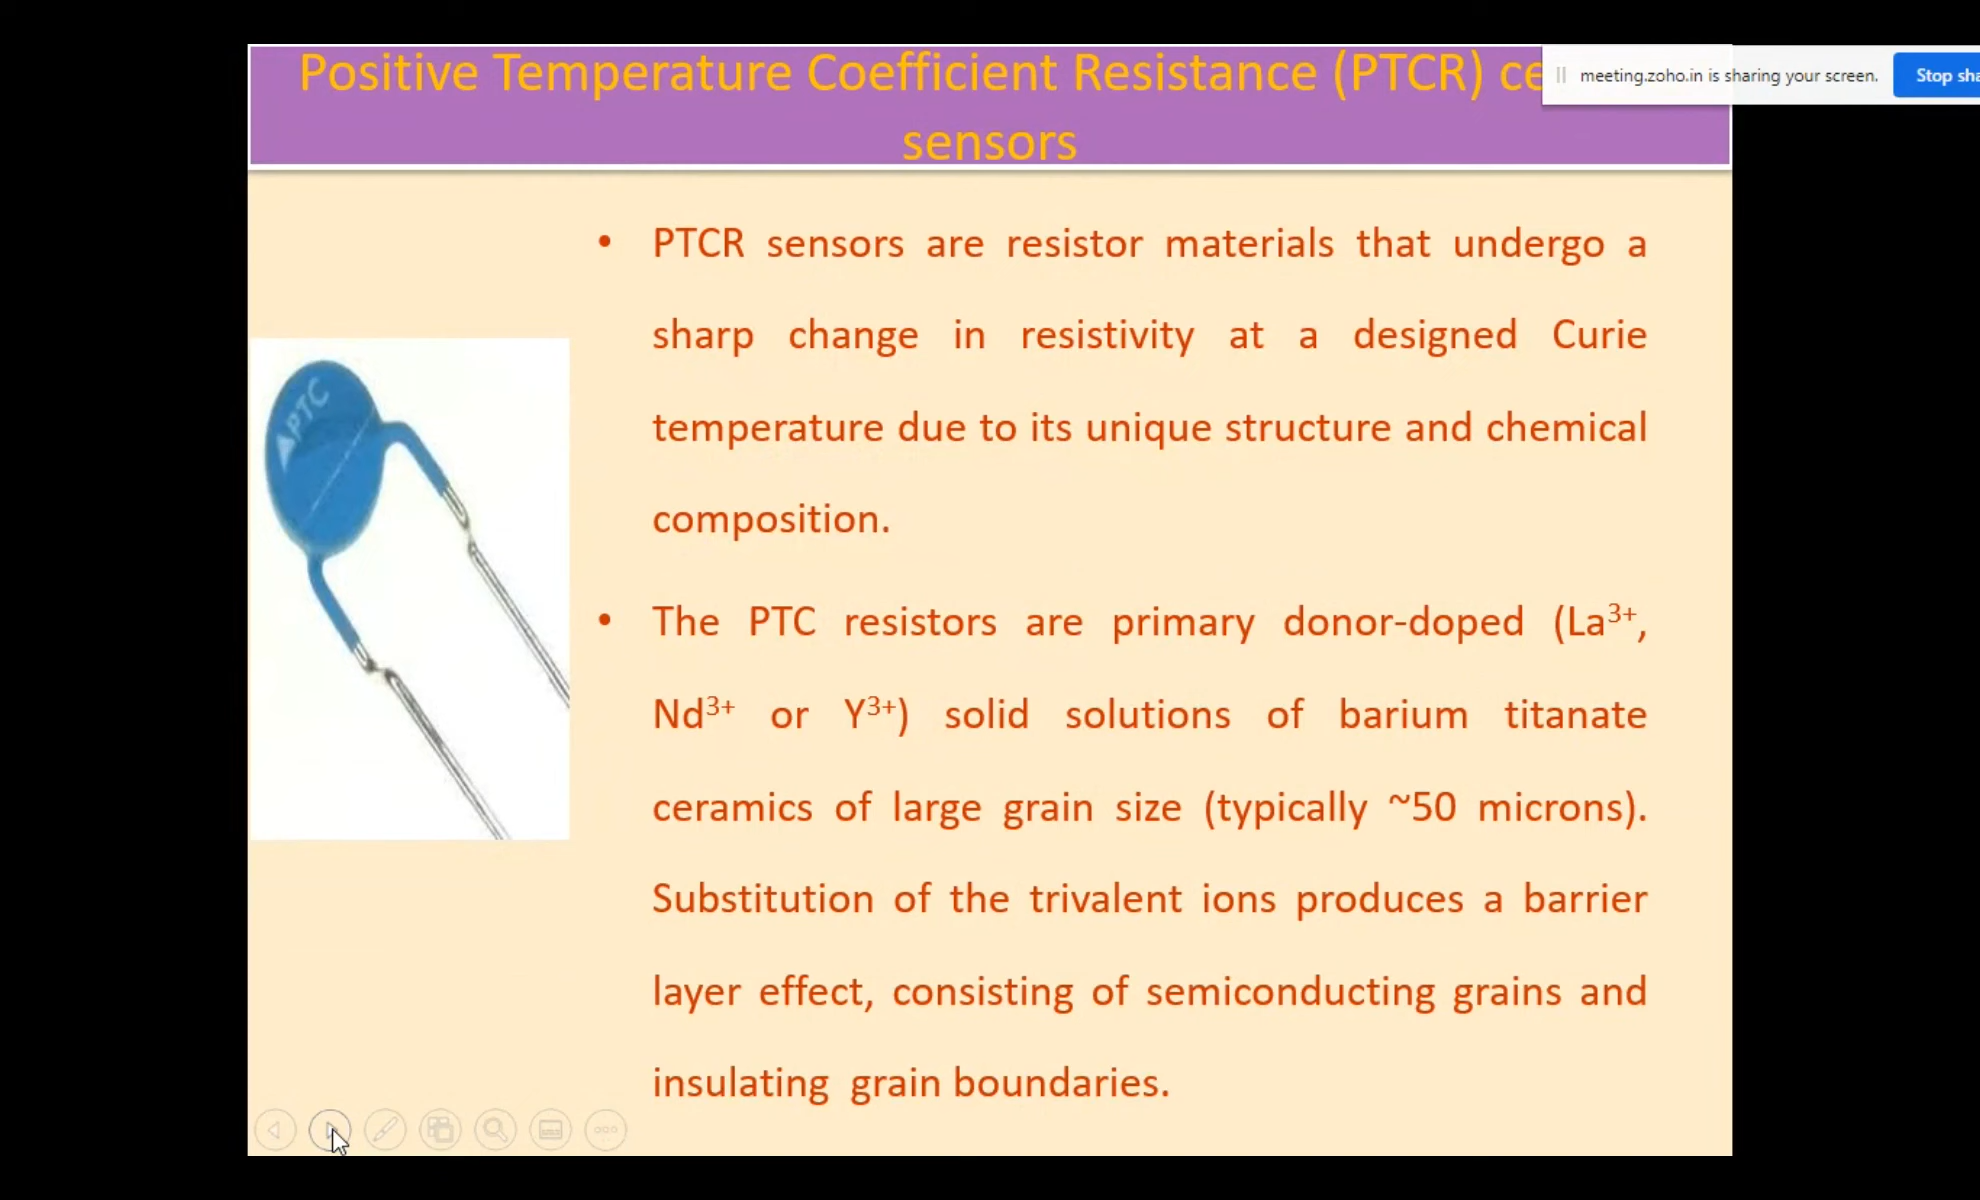 Positive Temperature Coefficient Resistance (PTCR)
sensors
meeting.zoho.in is sharing your screen.
Stop
• PTCR sensors are resistor materials that undergo a
sharp change in resistivity at a designed Curie
temperature due to its unique structure and chemical
composition.
• The PTC resistors are primary donor-doped (La³⁺,
Nd³⁺ or Y³⁺) solid solutions of barium titanate
ceramics of large grain size (typically ~50 microns).
Substitution of the trivalent ions produces a barrier
layer effect, consisting of semiconducting grains and
insulating grain boundaries.
PTC